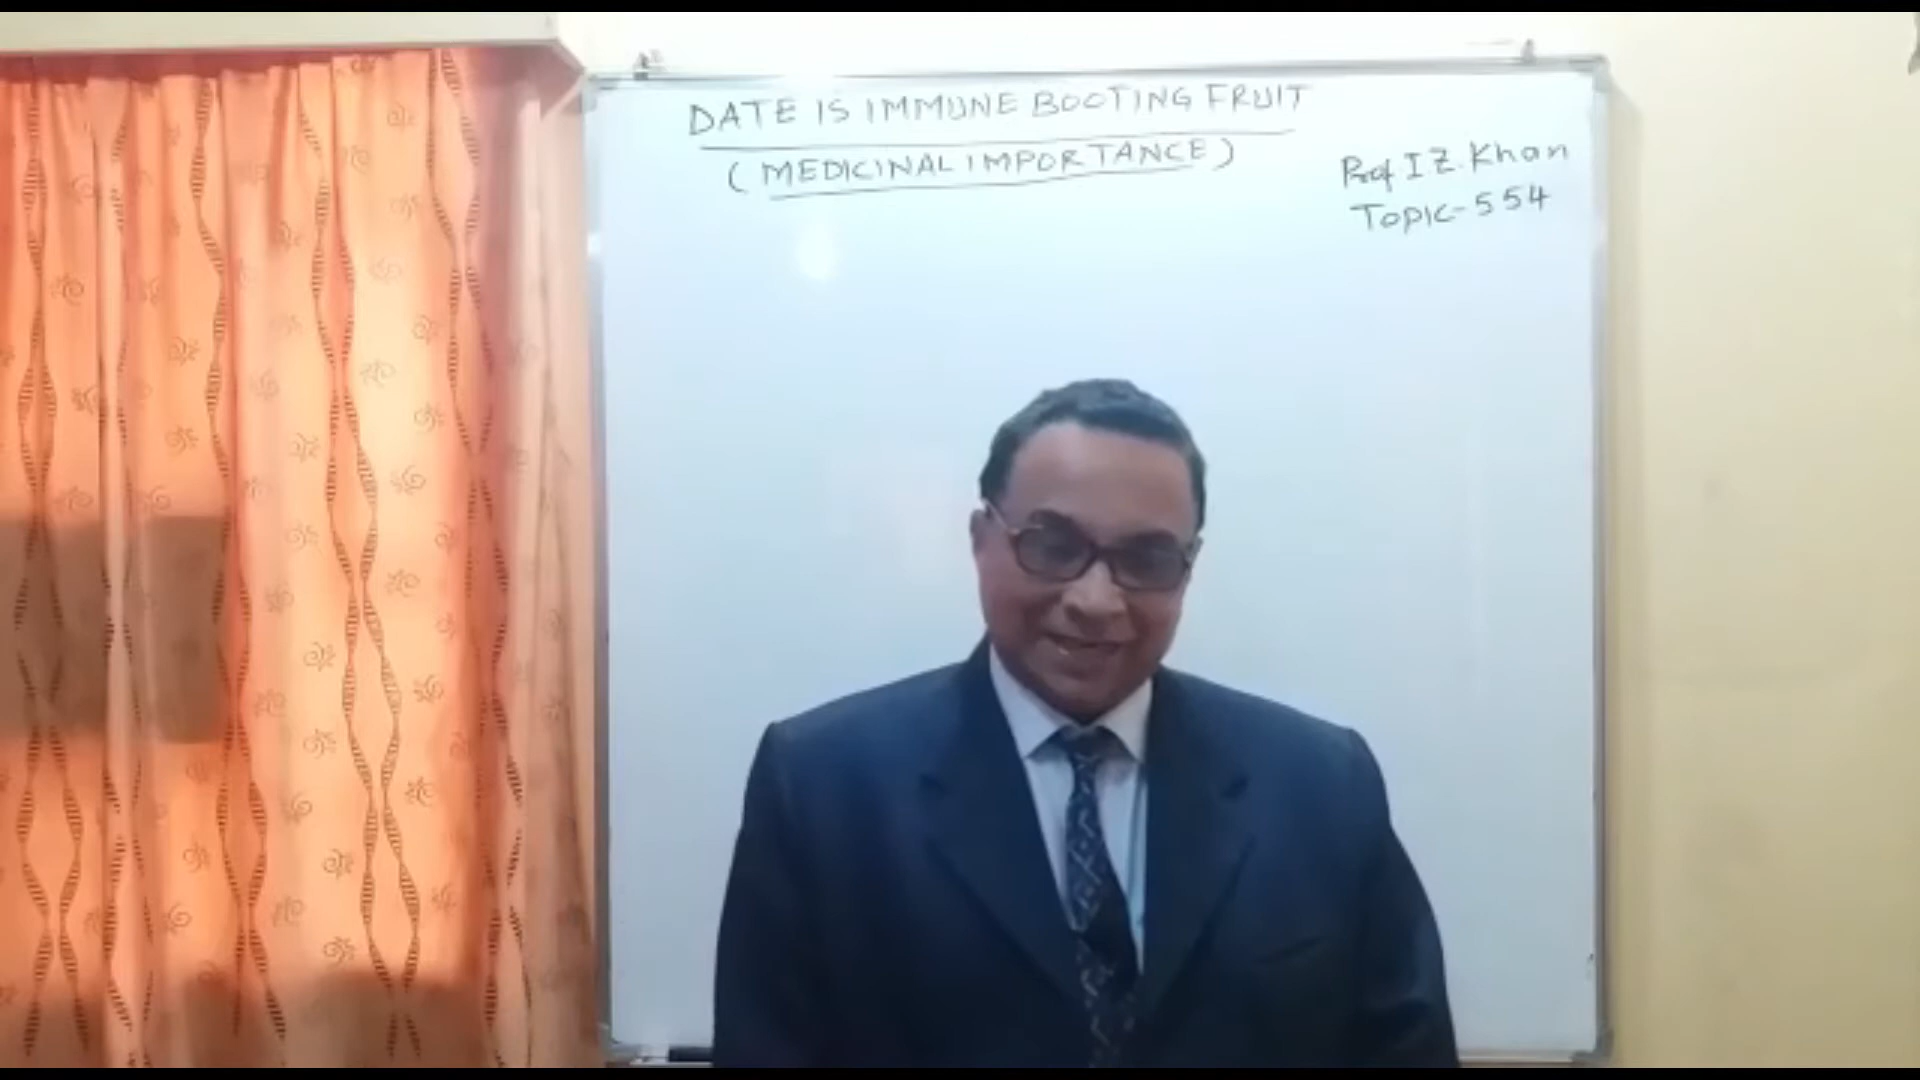 DATE IS IMMUNE BOOTING FRUIT
(MEDICINAL IMPORTANCE)
Prof I Z. Khan
Topic-554